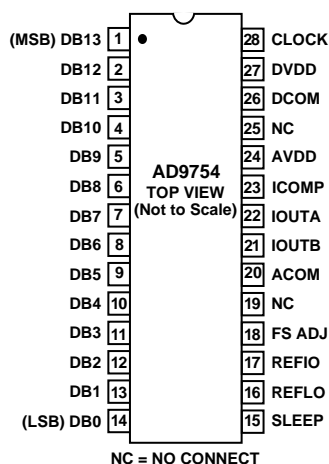 (MSB) DB13 1 28 CLOCK
DB12 2 27 DVDD
DB11 3 26 DCOM
DB10 4 25 NC
DB9 5 24 AVDD
DB8 6 23 ICOMP
DB7 7 22 IOUTA
DB6 8 21 IOUTB
DB5 9 20 ACOM
DB4 10 19 NC
DB3 11 18 FS ADJ
DB2 12 17 REFIO
DB1 13 16 REFLO
(LSB) DB0 14 15 SLEEP
AD9754
TOP VIEW
(Not to Scale)
NC = NO CONNECT